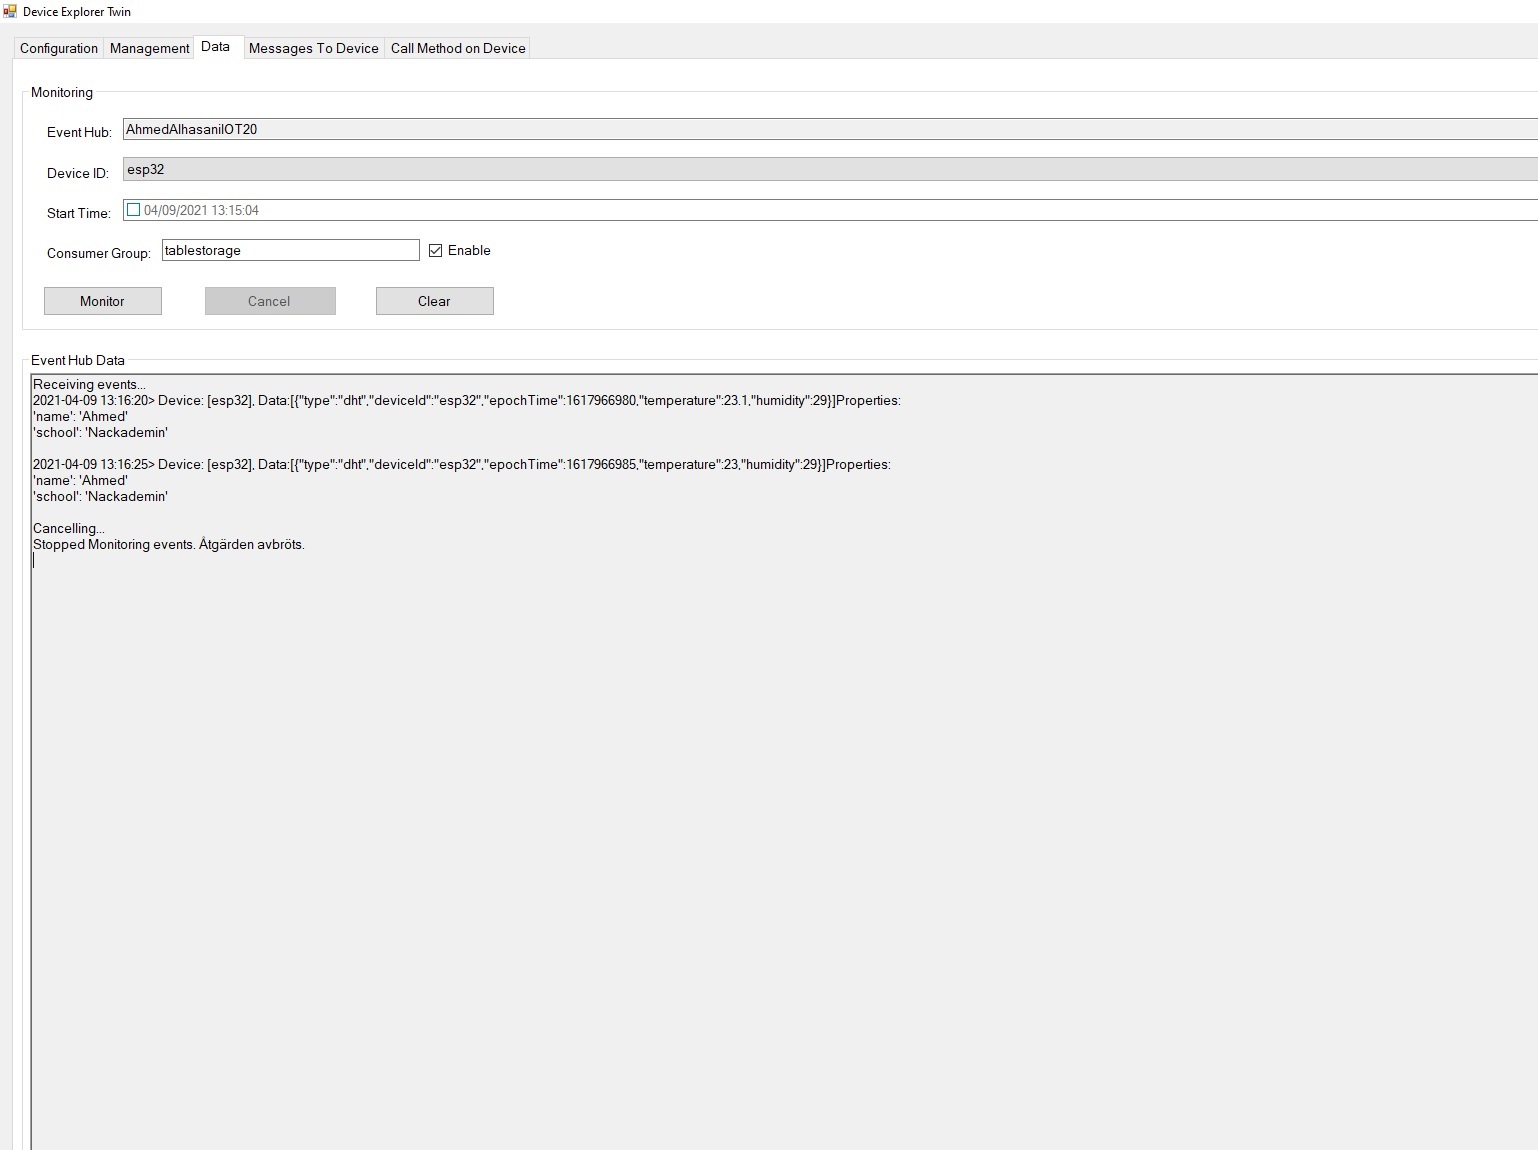 Device Explorer Twin
Configuration Management Data Messages To Device Call Method on Device
Monitoring
Event Hub: AhmedAlhasaniIOT20
Device ID: esp32
Start Time: 04/09/2021 13:15:04
Consumer Group: tablestorage Enable
Monitor Cancel Clear
Event Hub Data
Receiving events...
2021-04-09 13:16:20> Device: [esp32], Data:[{"type":"dht","deviceId":"esp32","epochTime":1617966980,"temperature":23.1,"humidity":29}]Properties:
'name': 'Ahmed'
'school': 'Nackademin'
2021-04-09 13:16:25> Device: [esp32], Data:[{"type":"dht","deviceId":"esp32","epochTime":1617966985,"temperature":23,"humidity":29}]Properties:
'name': 'Ahmed'
'school': 'Nackademin'
Cancelling...
Stopped Monitoring events. Åtgärden avbröts.